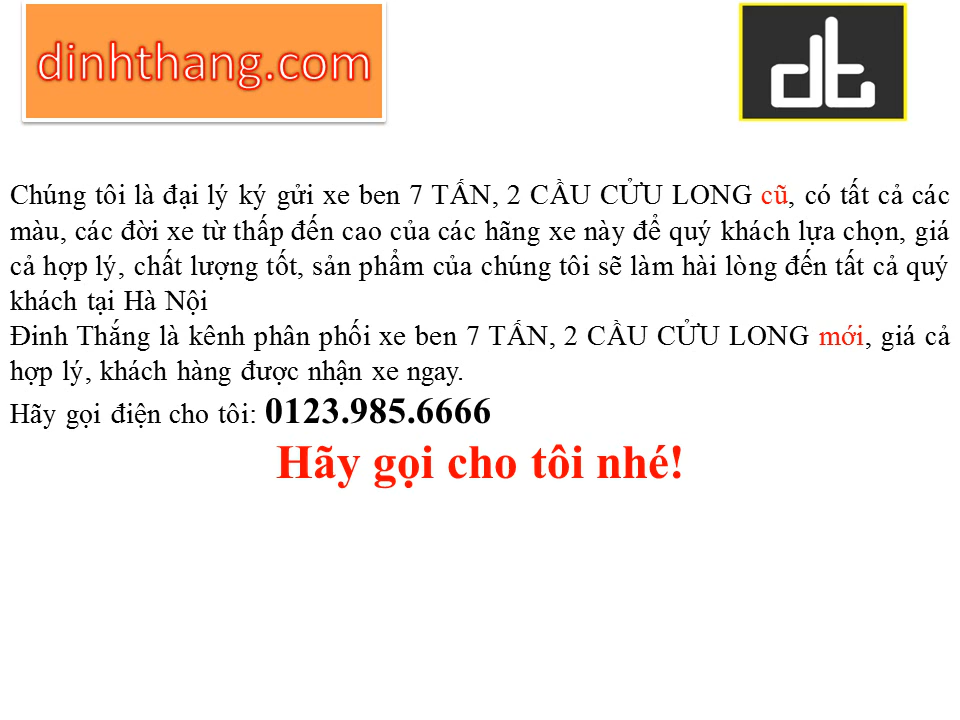 dinhthang.com
dt
Chúng tôi là đại lý ký gửi xe ben 7 TẤN, 2 CẦU CỬU LONG cũ, có tất cả các
màu, các đời xe từ thấp đến cao của các hãng xe này để quý khách lựa chọn, giá
cả hợp lý, chất lượng tốt, sản phẩm của chúng tôi sẽ làm hài lòng đến tất cả quý
khách tại Hà Nội
Đinh Thắng là kênh phân phối xe ben 7 TẤN, 2 CẦU CỬU LONG mới, giá cả
hợp lý, khách hàng được nhận xe ngay.
Hãy gọi điện cho tôi: 0123.985.6666
Hãy gọi cho tôi nhé!